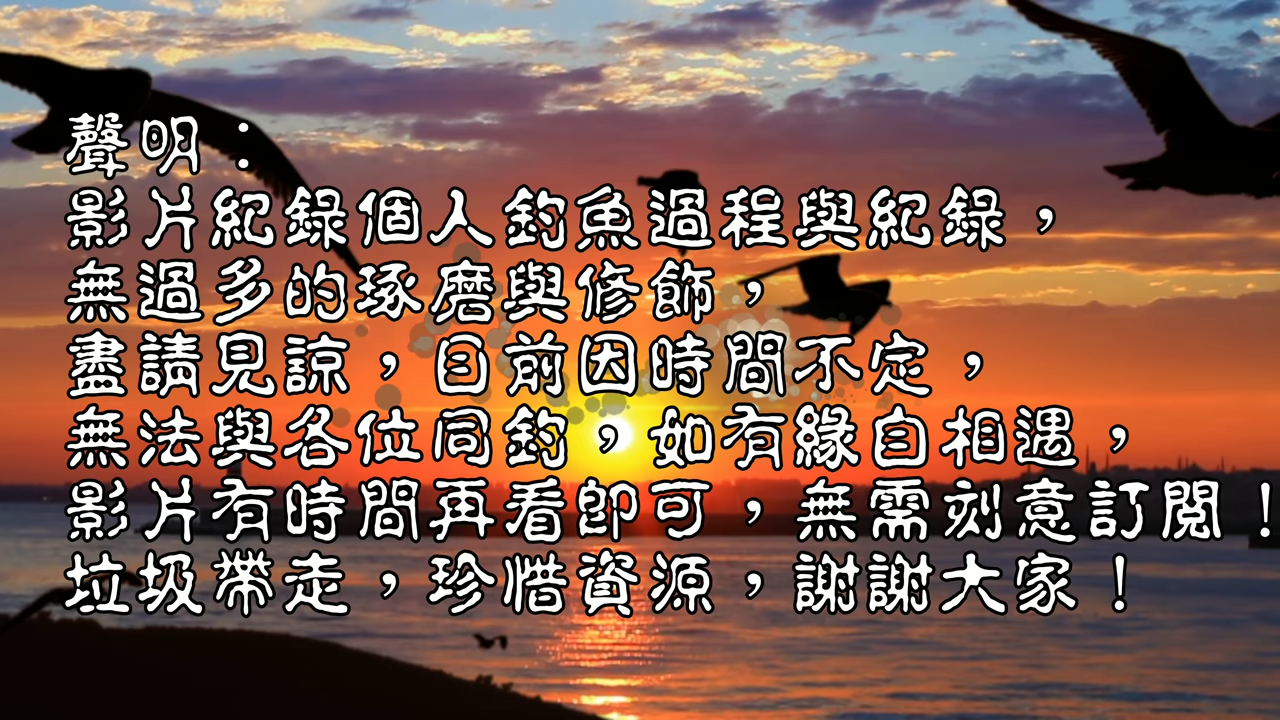 聲明：
影片紀錄個人釣魚過程與紀錄，
無過多的琢磨與修飾，
盡請見諒，目前因時間不定，
無法與各位同釣，如有緣自相遇，
影片有時間再看即可，無需刻意訂閱！
垃圾帶走，珍惜資源，謝謝大家！